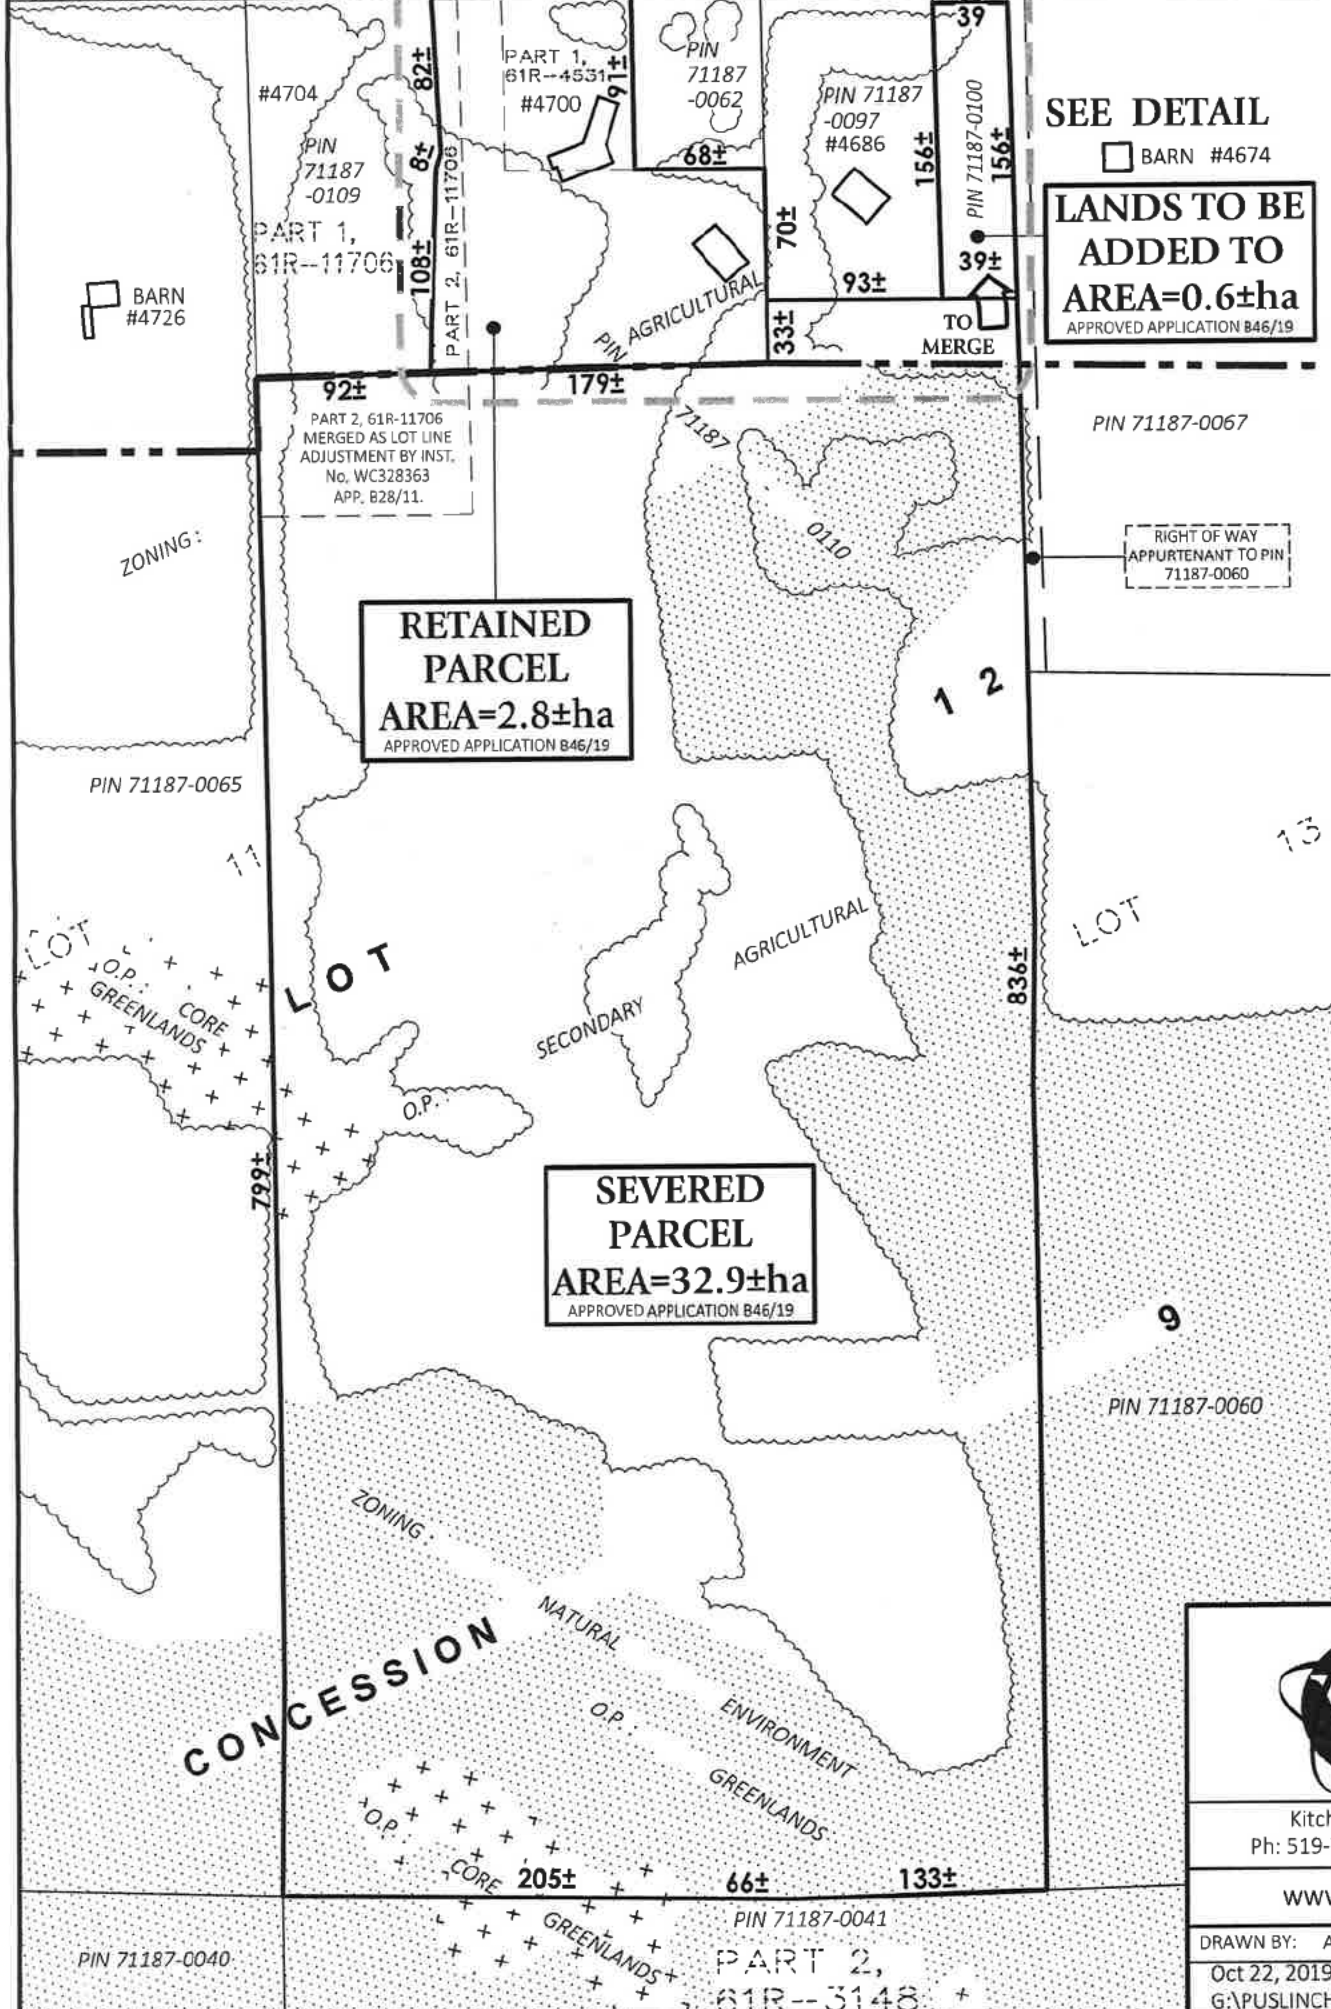 39
82±
PART 1,
61R--4531
#4700
91±
PIN
71187
-0062
#4704
PIN
71187
-0109
PART 1,
61R--11706
8±
108±
PART 2, 61R--11706
68±
PIN 71187
-0097
#4686
156±
PIN 71187-0100
156±
SEE DETAIL
BARN #4674
LANDS TO BE
ADDED TO
AREA=0.6±ha
APPROVED APPLICATION B46/19
70±
39±
93±
33±
TO
MERGE
BARN
#4726
PIN
AGRICULTURAL
92±
179±
PART 2, 61R-11706
MERGED AS LOT LINE
ADJUSTMENT BY INST.
No. WC328363
APP. B28/11.
71187
PIN 71187-0067
0110
ZONING:
RIGHT OF WAY
APPURTENANT TO PIN
71187-0060
RETAINED
PARCEL
AREA=2.8±ha
APPROVED APPLICATION B46/19
1 2
PIN 71187-0065
11
13
LOT
LOT
LOT
AGRICULTURAL
SECONDARY
836±
O.P.:
CORE
GREENLANDS
O.P.:
799±
SEVERED
PARCEL
AREA=32.9±ha
APPROVED APPLICATION B46/19
9
PIN 71187-0060
ZONING:
NATURAL
ENVIRONMENT
CONCESSION
O.P.:
GREENLANDS
O.P.:
CORE
GREENLANDS
205±
66±
133±
PIN 71187-0041
PIN 71187-0040
PART 2,
61R--3148
Ph: 519-
DRAWN BY:
Oct 22, 2019
G:\PUSLINCH